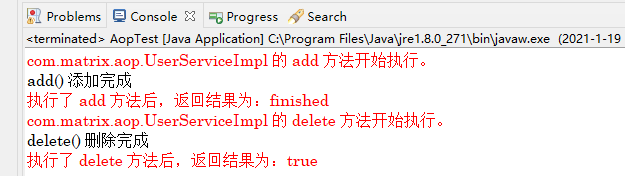 Problems Console Progress Search
<terminated> AopTest [Java Application] C:\Program Files\Java\jre1.8.0_271\bin\javaw.exe (2021-1-19
com.matrix.aop.UserServiceImpl 的 add 方法开始执行。
add() 添加完成
执行了 add 方法后，返回结果为：finished
com.matrix.aop.UserServiceImpl 的 delete 方法开始执行。
delete() 删除完成
执行了 delete 方法后，返回结果为：true